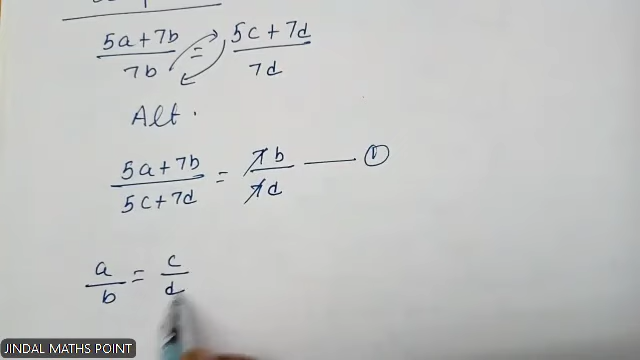 (5a+7b)/(7b) = (5c+7d)/(7d)
Alt.
(5a+7b)/(5c+7d) = (7b)/(7d) —— ①
a/b = c/d
JINDAL MATHS POINT